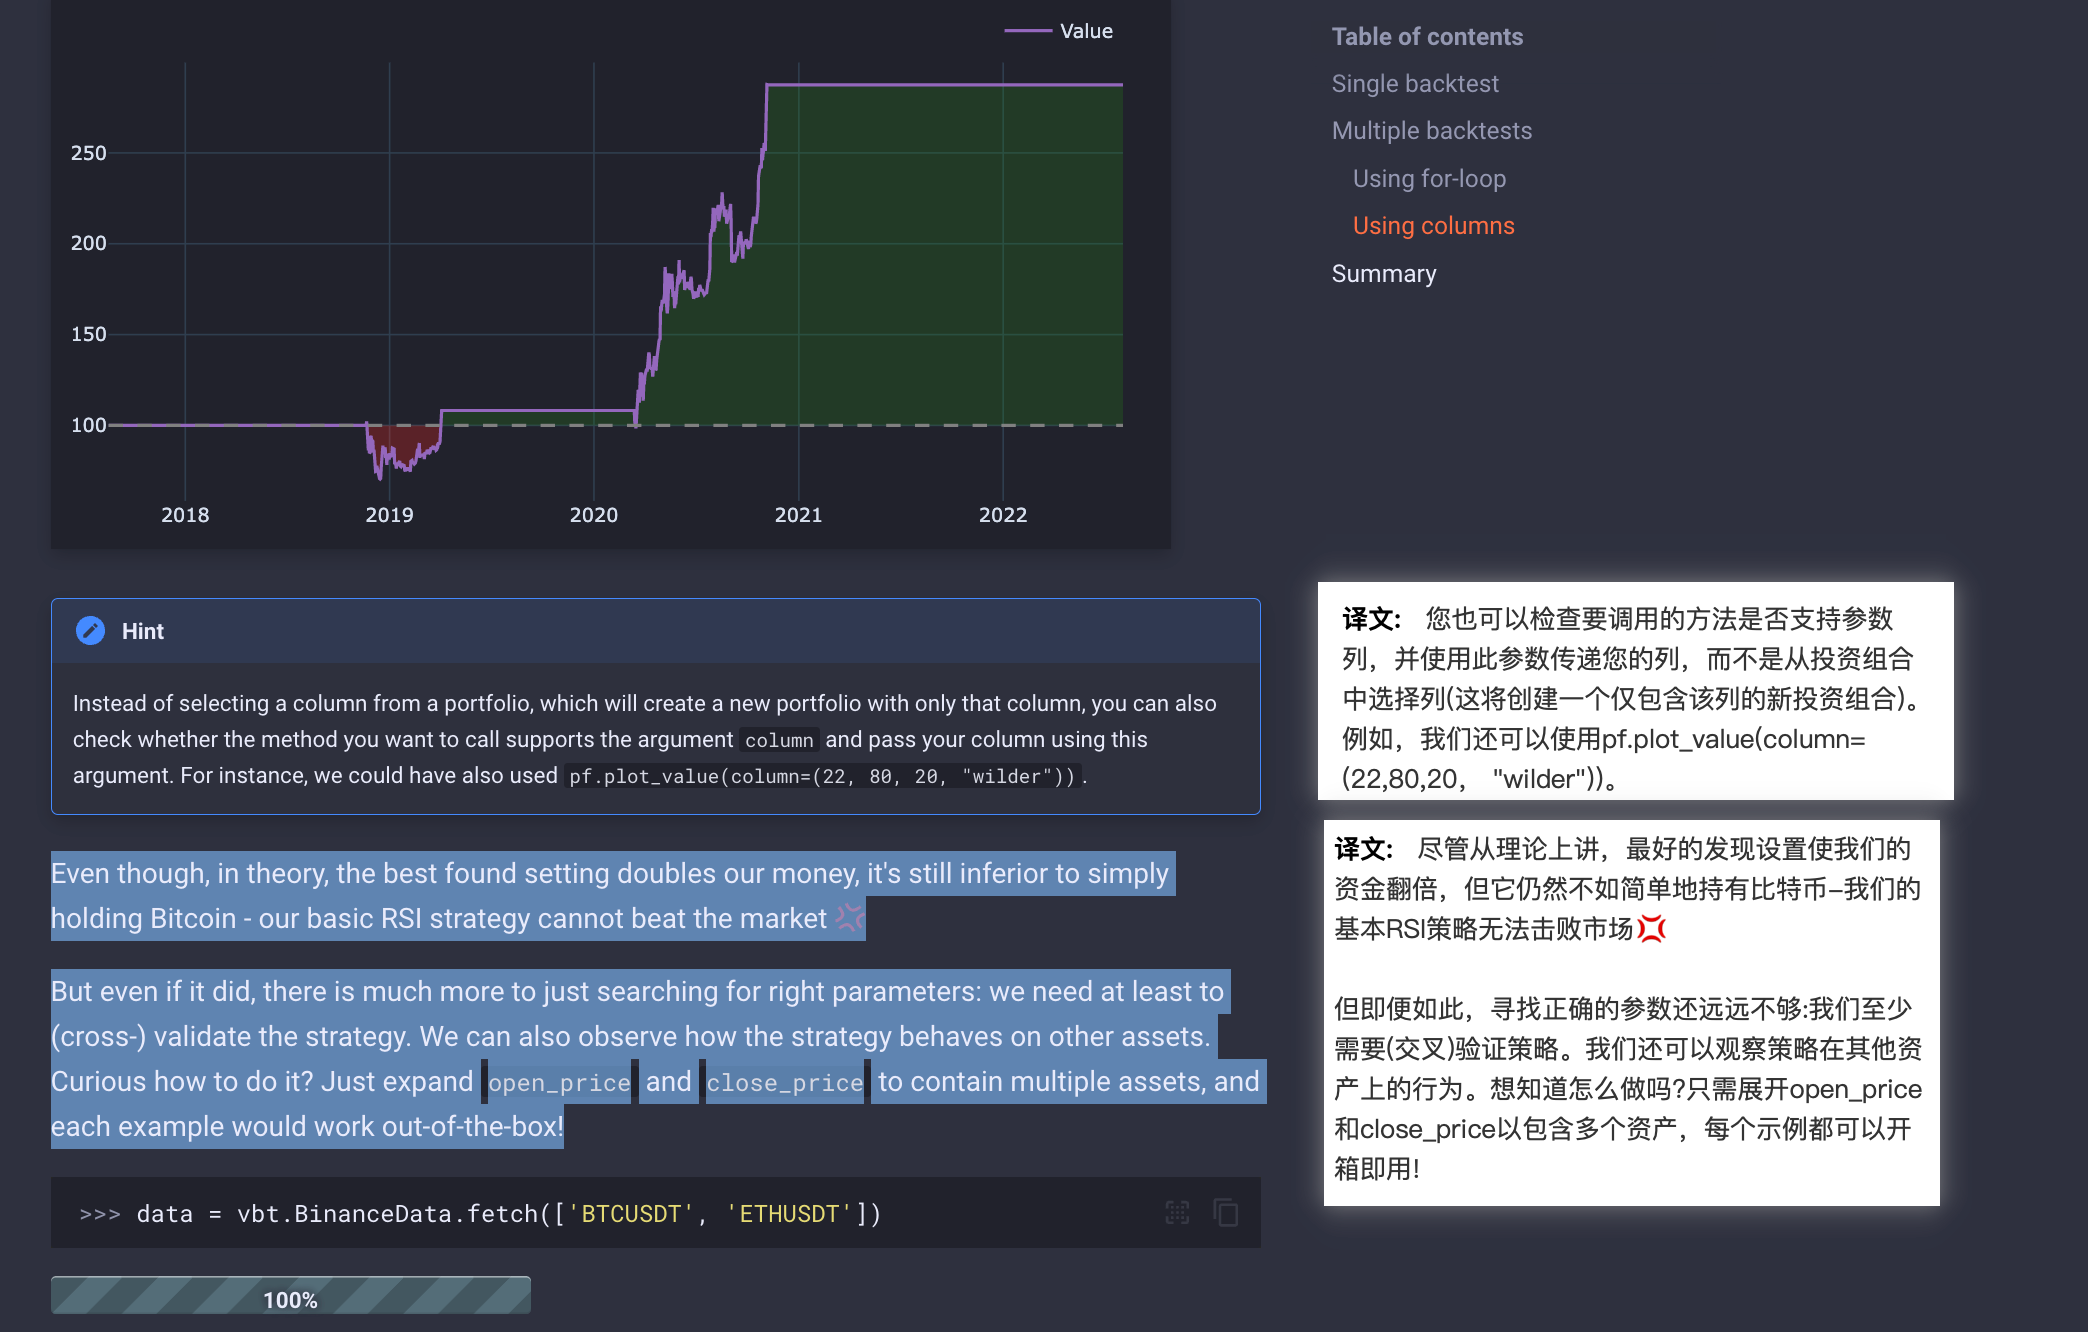 Value
250
200
150
100
2018 2019 2020 2021 2022
Table of contents
Single backtest
Multiple backtests
Using for-loop
Using columns
Summary
Hint
Instead of selecting a column from a portfolio, which will create a new portfolio with only that column, you can also
check whether the method you want to call supports the argument column and pass your column using this
argument. For instance, we could have also used pf.plot_value(column=(22, 80, 20, "wilder")).
Even though, in theory, the best found setting doubles our money, it's still inferior to simply
holding Bitcoin - our basic RSI strategy cannot beat the market 💢
But even if it did, there is much more to just searching for right parameters: we need at least to
(cross-) validate the strategy. We can also observe how the strategy behaves on other assets.
Curious how to do it? Just expand open_price and close_price to contain multiple assets, and
each example would work out-of-the-box!
>>> data = vbt.BinanceData.fetch(['BTCUSDT', 'ETHUSDT'])
100%
译文: 您也可以检查要调用的方法是否支持参数
列，并使用此参数传递您的列，而不是从投资组合
中选择列(这将创建一个仅包含该列的新投资组合)。
例如，我们还可以使用pf.plot_value(column=
(22,80,20， "wilder"))。
译文: 尽管从理论上讲，最好的发现设置使我们的
资金翻倍，但它仍然不如简单地持有比特币–我们的
基本RSI策略无法击败市场💢
但即便如此，寻找正确的参数还远远不够:我们至少
需要(交叉)验证策略。我们还可以观察策略在其他资
产上的行为。想知道怎么做吗?只需展开open_price
和close_price以包含多个资产，每个示例都可以开
箱即用!